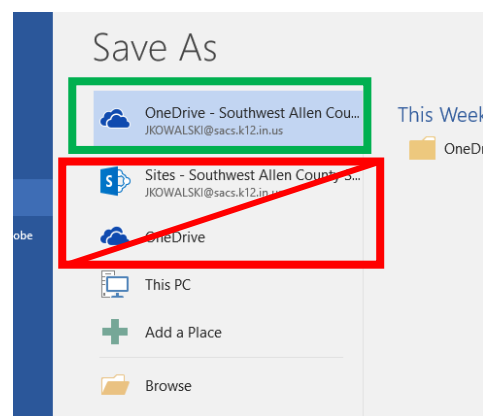 Save As
OneDrive - Southwest Allen Cou...
JKOWALSKI@sacs.k12.in.us
This Week
OneDr
Sites - Southwest Allen County S...
JKOWALSKI@sacs.k12.in.us
OneDrive
obe
This PC
Add a Place
Browse